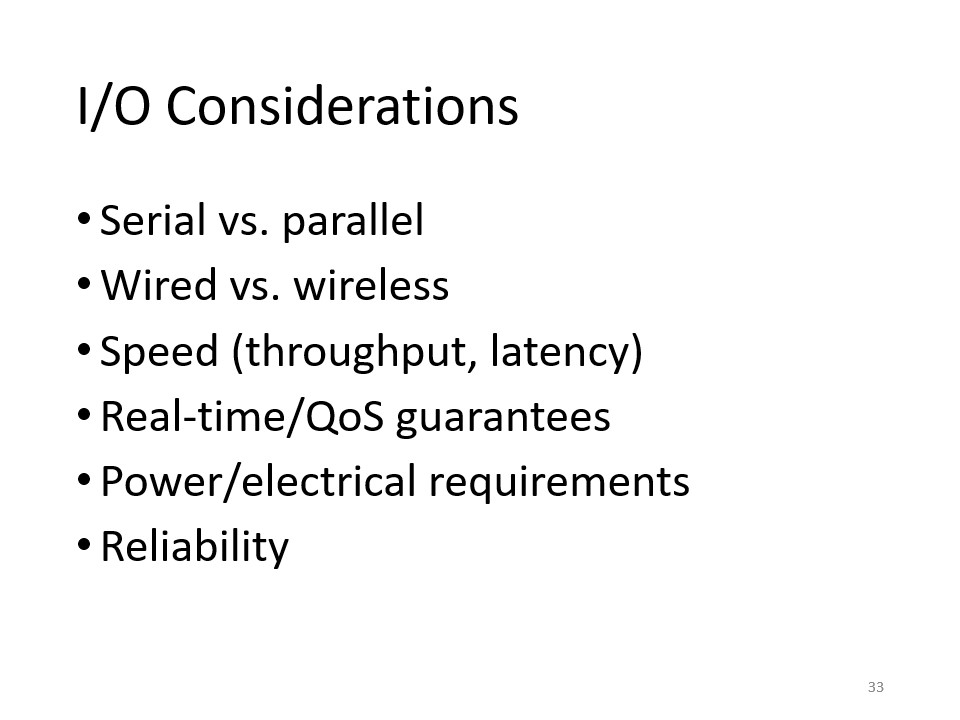 I/O Considerations
• Serial vs. parallel
• Wired vs. wireless
• Speed (throughput, latency)
• Real-time/QoS guarantees
• Power/electrical requirements
• Reliability
33